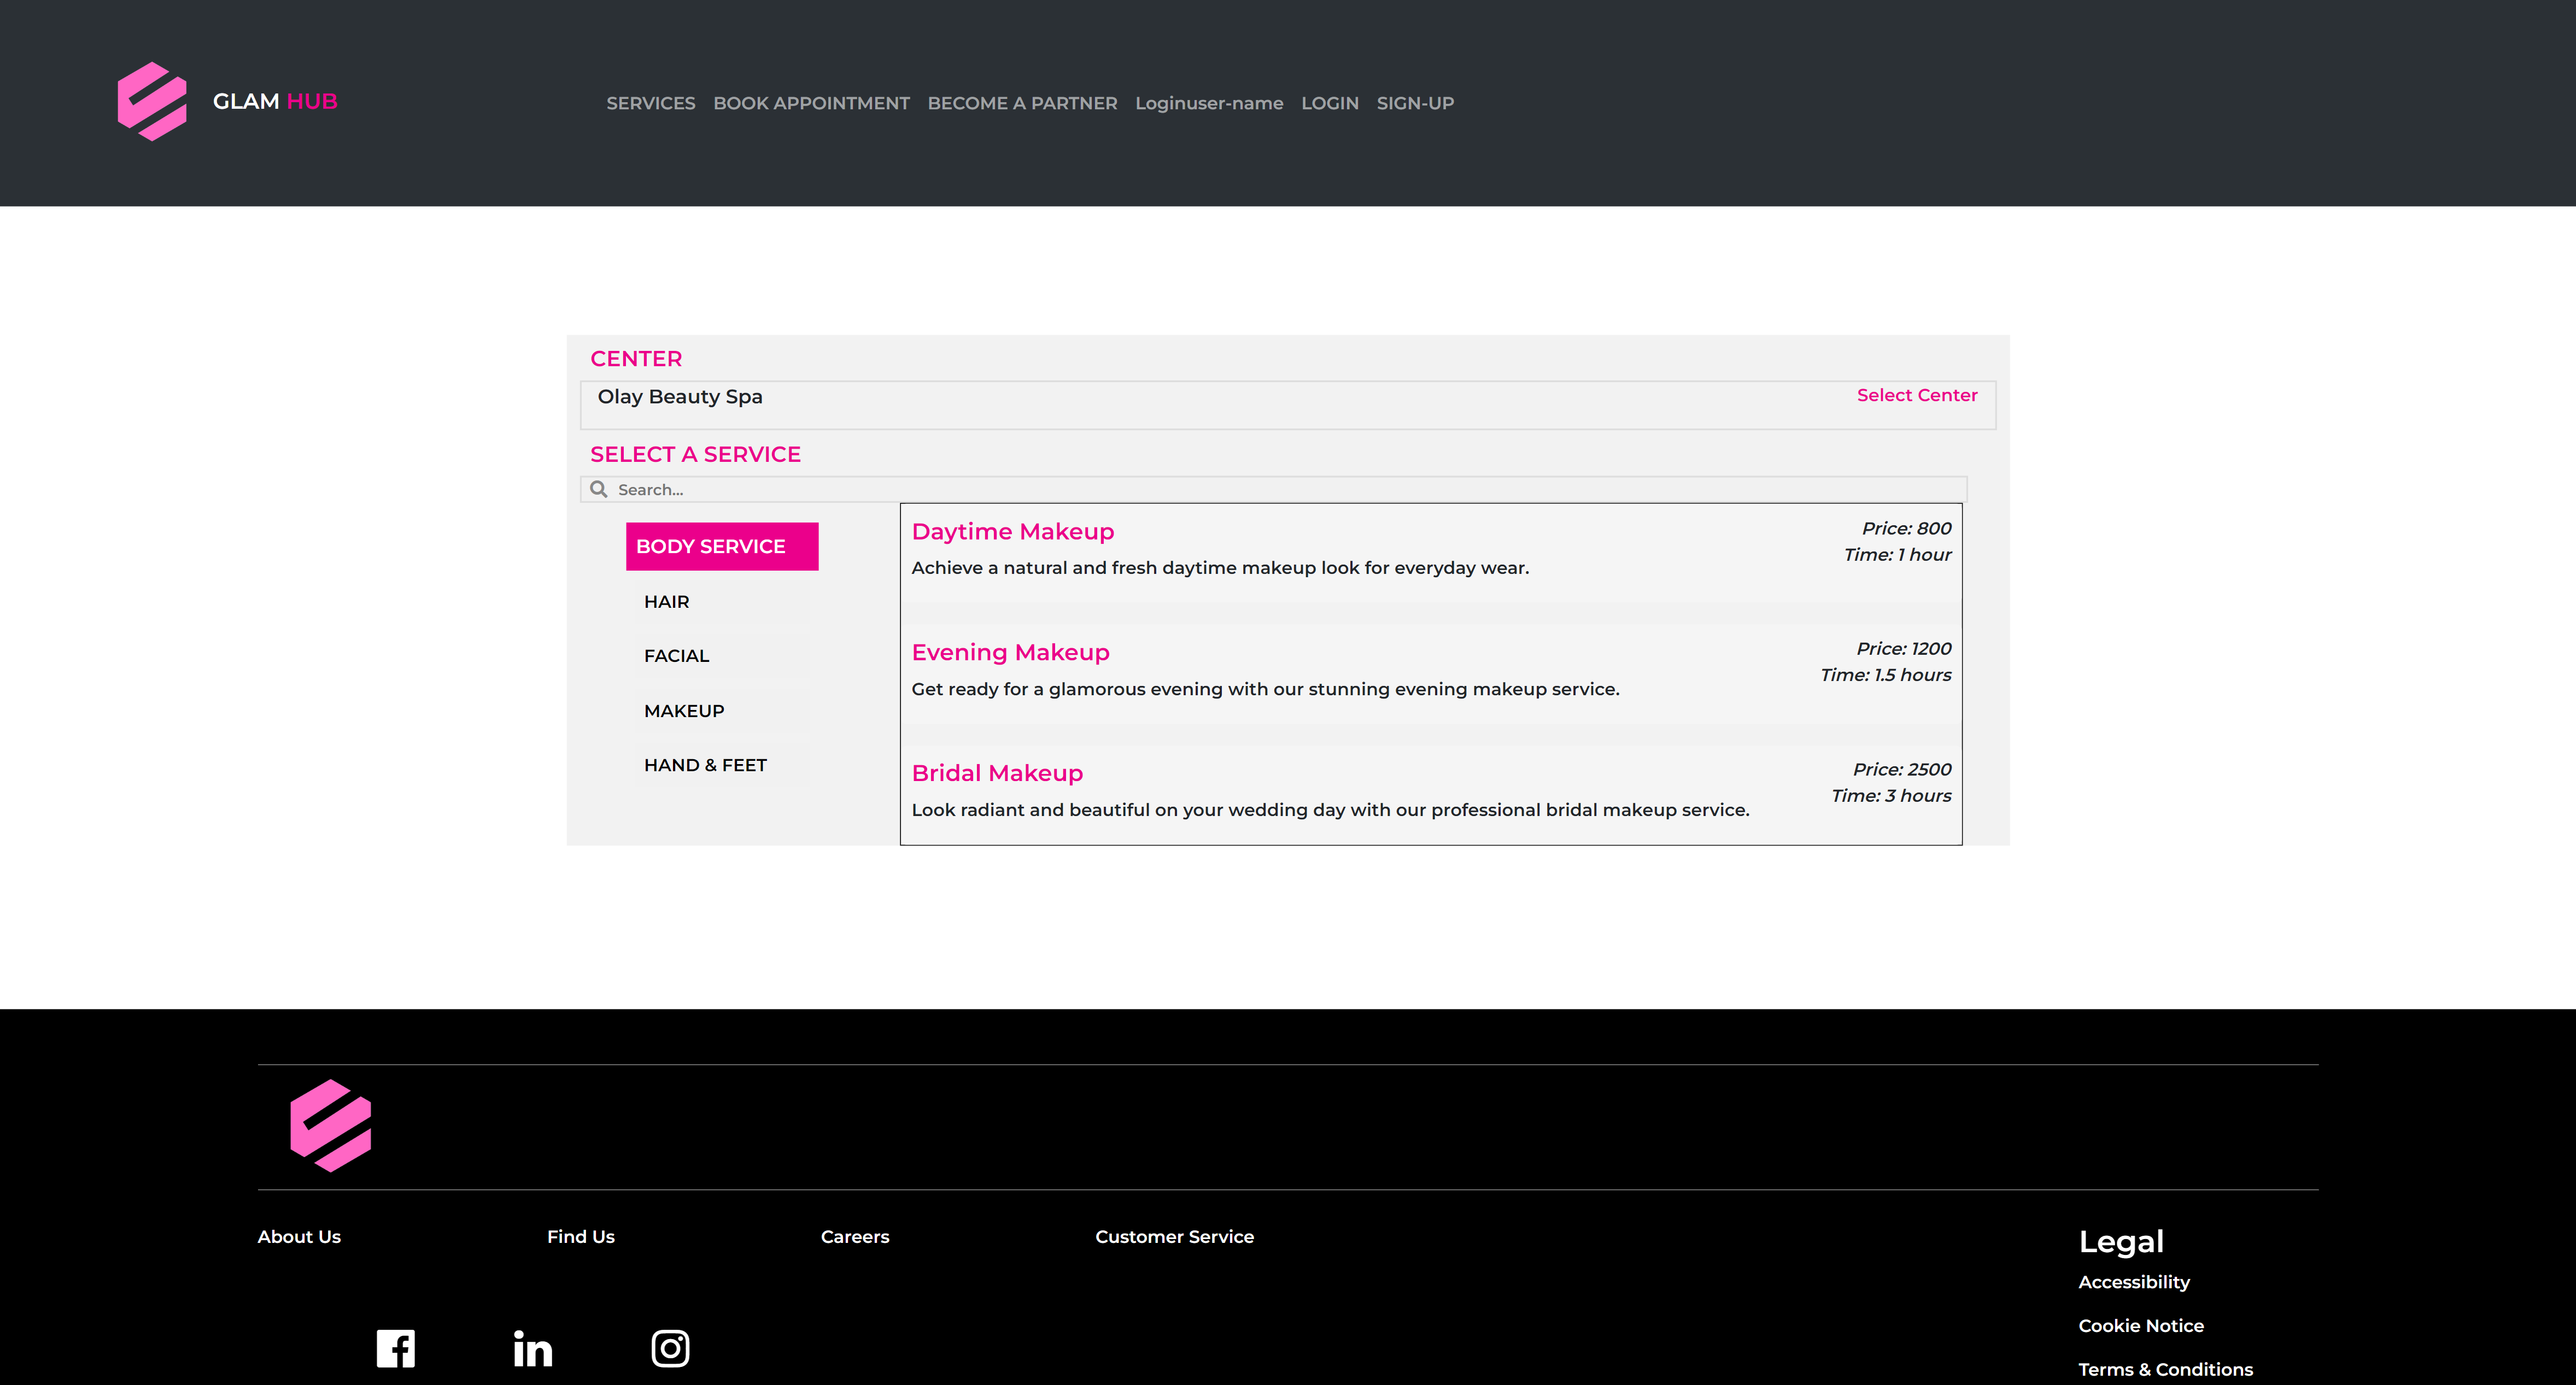 GLAM HUB
SERVICES BOOK APPOINTMENT BECOME A PARTNER Loginuser-name LOGIN SIGN-UP
CENTER
Olay Beauty Spa
Select Center
SELECT A SERVICE
Search...
BODY SERVICE
HAIR
FACIAL
MAKEUP
HAND & FEET
Daytime Makeup
Price: 800
Time: 1 hour
Achieve a natural and fresh daytime makeup look for everyday wear.
Evening Makeup
Price: 1200
Time: 1.5 hours
Get ready for a glamorous evening with our stunning evening makeup service.
Bridal Makeup
Price: 2500
Time: 3 hours
Look radiant and beautiful on your wedding day with our professional bridal makeup service.
About Us
Find Us
Careers
Customer Service
Legal
Accessibility
Cookie Notice
Terms & Conditions